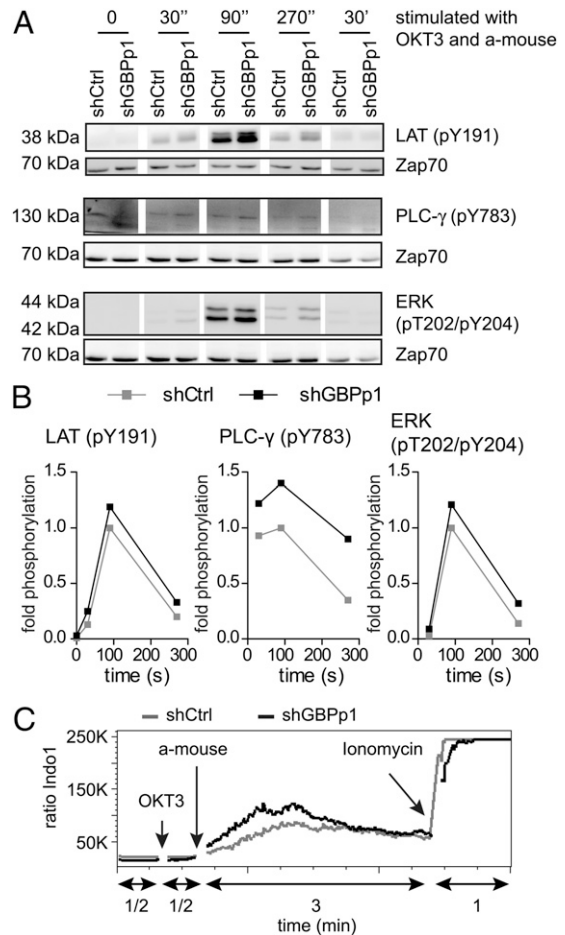 A
0 30'' 90'' 270'' 30' stimulated with
OKT3 and a-mouse
shCtrl shGBPp1 shCtrl shGBPp1 shCtrl shGBPp1 shCtrl shGBPp1 shCtrl shGBPp1
38 kDa LAT (pY191)
70 kDa Zap70
130 kDa PLC-γ (pY783)
70 kDa Zap70
44 kDa ERK
42 kDa (pT202/pY204)
70 kDa Zap70
B
shCtrl shGBPp1
LAT (pY191) PLC-γ (pY783) ERK
(pT202/pY204)
fold phosphorylation
1.5
1.0
0.5
0.0
0 100 200 300
time (s)
fold phosphorylation
1.5
1.0
0.5
0.0
0 100 200 300
time (s)
fold phosphorylation
1.5
1.0
0.5
0.0
0 100 200 300
time (s)
C
shCtrl shGBPp1
ratio Indo1
250K
150K
50K
OKT3
a-mouse
Ionomycin
1/2 1/2 3 1
time (min)